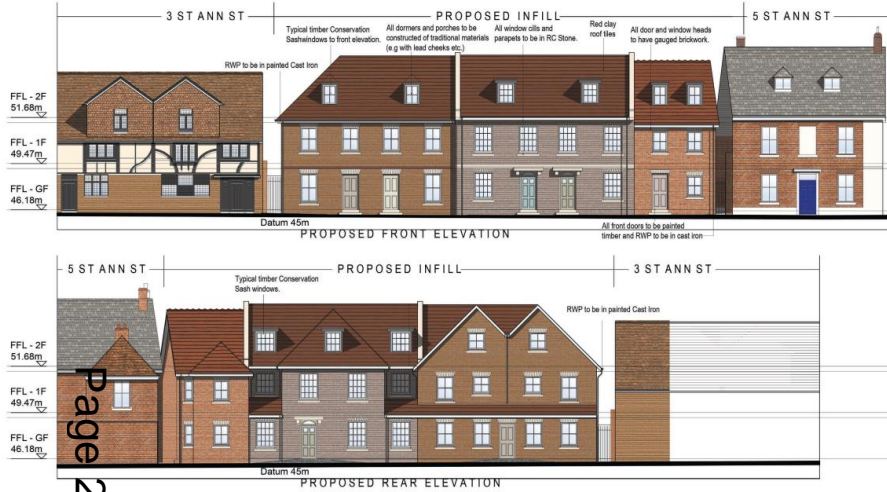 3 ST ANN ST
PROPOSED INFILL
5 ST ANN ST
Typical timber Conservation
Sashwindows to front elevation.
All dormers and porches to be
constructed of traditional materials
(e.g with lead cheeks etc.)
All window cills and
parapets to be in RC Stone.
Red clay
roof tiles
All door and window heads
to have gauged brickwork.
RWP to be in painted Cast Iron
FFL - 2F
51.68m
FFL - 1F
49.47m
FFL - GF
46.18m
Datum 45m
All front doors to be painted
timber and RWP to be in cast iron
PROPOSED FRONT ELEVATION
5 ST ANN ST
PROPOSED INFILL
3 ST ANN ST
Typical timber Conservation
Sash windows.
RWP to be in painted Cast Iron
FFL - 2F
51.68m
FFL - 1F
49.47m
FFL - GF
46.18m
Datum 45m
PROPOSED REAR ELEVATION
Page 2